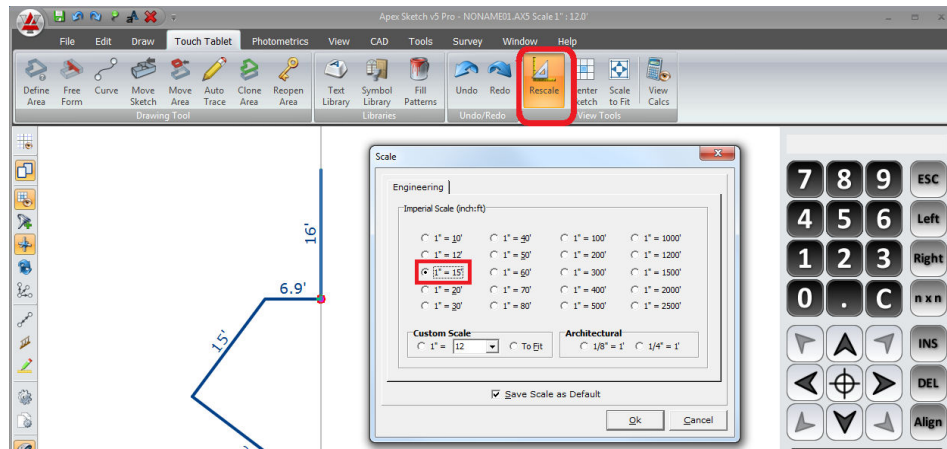 Apex Sketch v5 Pro - NONAME01.AX5 Scale 1" : 12.0'
File Edit Draw Touch Tablet Photometrics View CAD Tools Survey Window Help
Define Area
Free Form
Curve
Move Sketch
Move Area
Auto Trace
Clone Area
Reopen Area
Text Library
Symbol Library
Fill Patterns
Undo
Redo
Rescale
enter ketch
Scale to Fit
View Calcs
Drawing Tool
Libraries
Undo/Redo
View Tools
16'
6.9'
15'
Scale
Engineering
Imperial Scale (inch:ft)
1" = 10' 1" = 40' 1" = 100' 1" = 1000'
1" = 12' 1" = 50' 1" = 200' 1" = 1200'
1" = 15' 1" = 60' 1" = 300' 1" = 1500'
1" = 20' 1" = 70' 1" = 400' 1" = 2000'
1" = 30' 1" = 80' 1" = 500' 1" = 2500'
Custom Scale
1" = 12 To Fit
Architectural
1/8" = 1' 1/4" = 1'
Save Scale as Default
Ok Cancel
7 8 9 ESC
4 5 6 Left
1 2 3 Right
0 . C n x n
INS
DEL
Align